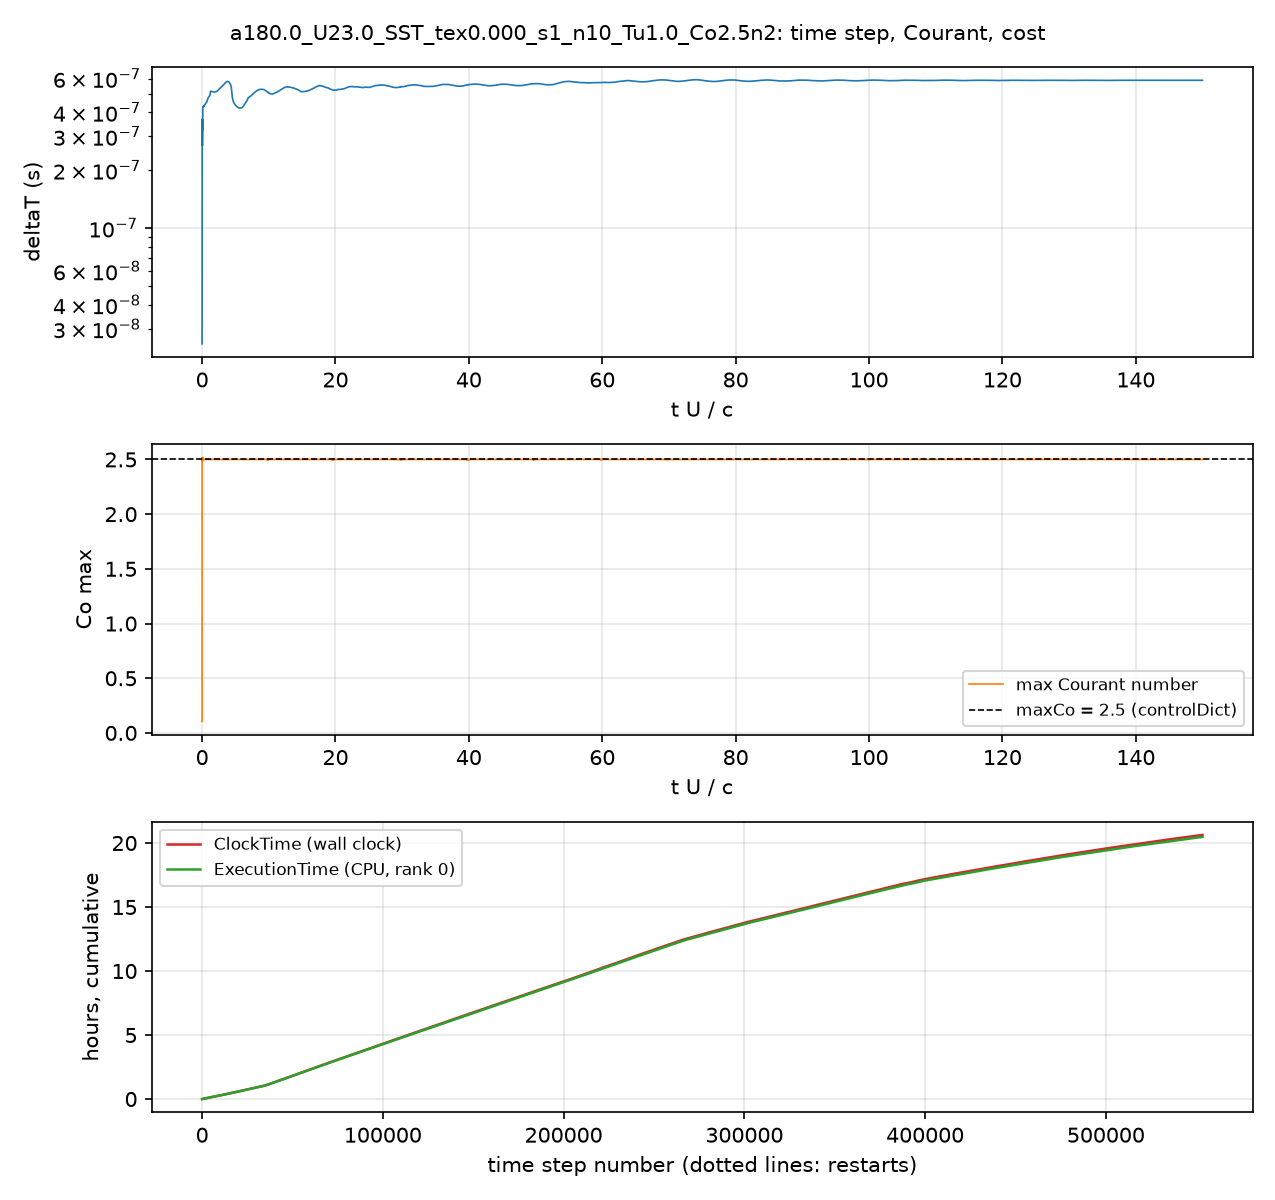 a180.0_U23.0_SST_tex0.000_s1_n10_Tu1.0_Co2.5n2: time step, Courant, cost
6 × 10⁻⁷
4 × 10⁻⁷
3 × 10⁻⁷
2 × 10⁻⁷
10⁻⁷
6 × 10⁻⁸
4 × 10⁻⁸
3 × 10⁻⁸
deltaT (s)
0 20 40 60 80 100 120 140
t U / c
2.5
2.0
1.5
1.0
0.5
0.0
Co max
max Courant number
maxCo = 2.5 (controlDict)
0 20 40 60 80 100 120 140
t U / c
ClockTime (wall clock)
ExecutionTime (CPU, rank 0)
20
15
10
5
0
hours, cumulative
0 100000 200000 300000 400000 500000
time step number (dotted lines: restarts)